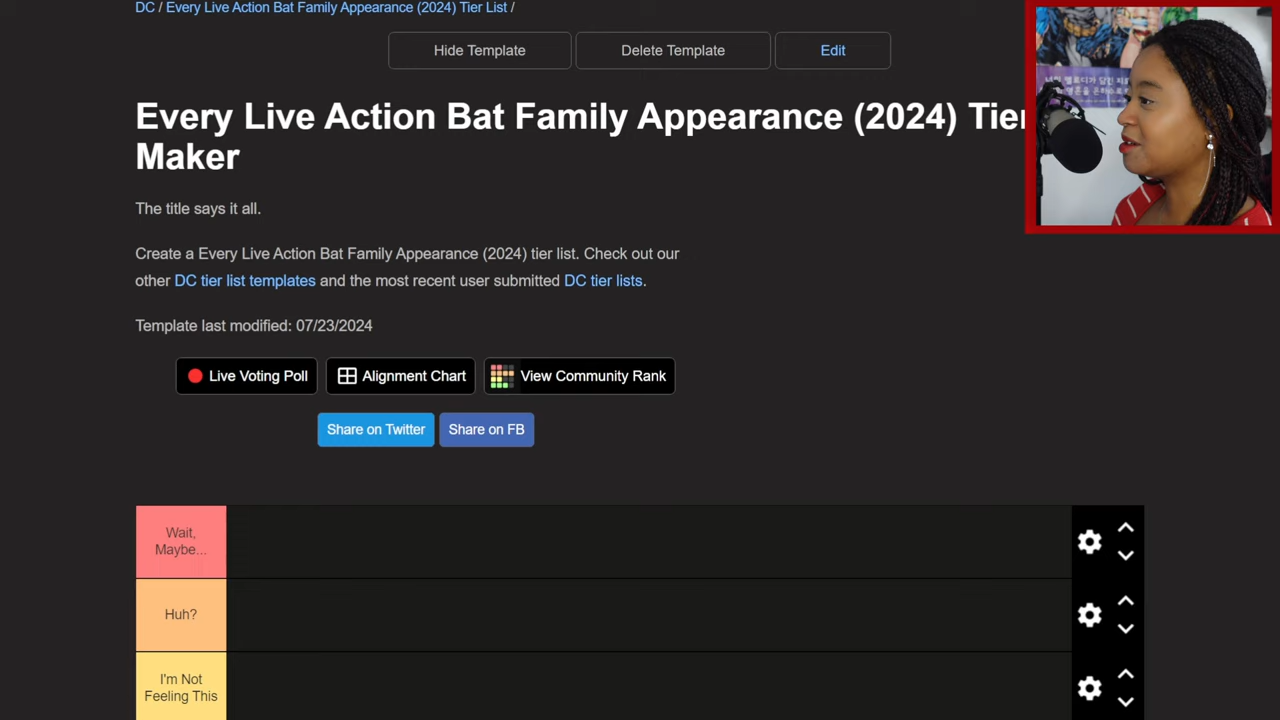 DC / Every Live Action Bat Family Appearance (2024) Tier List /
Hide Template
Delete Template
Edit
Every Live Action Bat Family Appearance (2024) Tier
Maker
The title says it all.
Create a Every Live Action Bat Family Appearance (2024) tier list. Check out our
other DC tier list templates and the most recent user submitted DC tier lists.
Template last modified: 07/23/2024
Live Voting Poll
Alignment Chart
View Community Rank
Share on Twitter
Share on FB
Wait,
Maybe...
Huh?
I'm Not
Feeling This